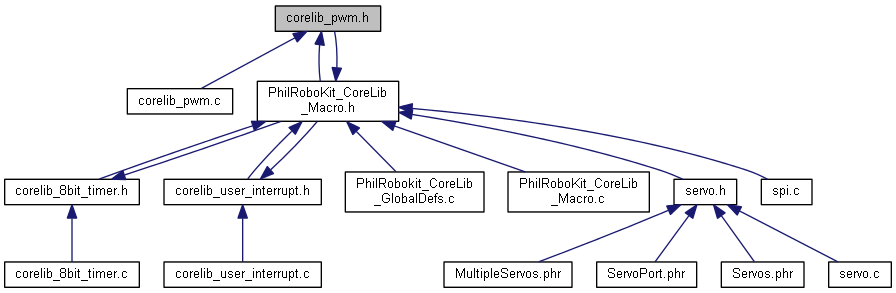 corelib_pwm.h
corelib_pwm.c
PhilRoboKit_CoreLib
_Macro.h
corelib_8bit_timer.h
corelib_user_interrupt.h
PhilRobokit_CoreLib
_GlobalDefs.c
PhilRoboKit_CoreLib
_Macro.c
servo.h
spi.c
corelib_8bit_timer.c
corelib_user_interrupt.c
MultipleServos.phr
ServoPort.phr
Servos.phr
servo.c